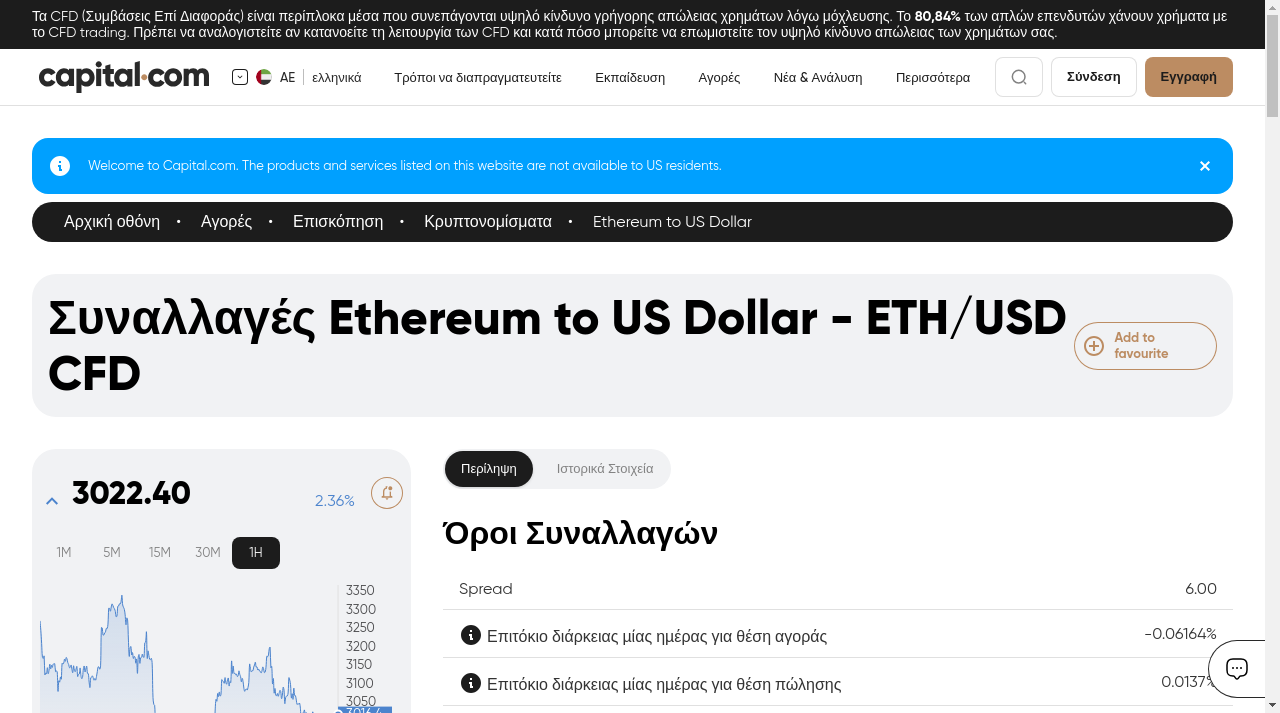 Τα CFD (Συμβάσεις Επί Διαφοράς) είναι περίπλοκα μέσα που συνεπάγονται υψηλό κίνδυνο γρήγορης απώλειας χρημάτων λόγω μόχλευσης. Το 80,84% των απλών επενδυτών χάνουν χρήματα με
το CFD trading. Πρέπει να αναλογιστείτε αν κατανοείτε τη λειτουργία των CFD και κατά πόσο μπορείτε να επωμιστείτε τον υψηλό κίνδυνο απώλειας των χρημάτων σας.
capital.com AE ελληνικά Τρόποι να διαπραγματευτείτε Εκπαίδευση Αγορές Νέα & Ανάλυση Περισσότερα Σύνδεση Εγγραφή
Welcome to Capital.com. The products and services listed on this website are not available to US residents.
Αρχική οθόνη • Αγορές • Επισκόπηση • Κρυπτονομίσματα • Ethereum to US Dollar
Συναλλαγές Ethereum to US Dollar - ETH/USD
CFD
Add to
favourite
3022.40 2.36%
1M 5M 15M 30M 1H
3350
3300
3250
3200
3150
3100
3050
3016.4
Περίληψη Ιστορικά Στοιχεία
Όροι Συναλλαγών
Spread 6.00
Επιτόκιο διάρκειας μίας ημέρας για θέση αγοράς -0.06164%
Επιτόκιο διάρκειας μίας ημέρας για θέση πώλησης 0.0137%